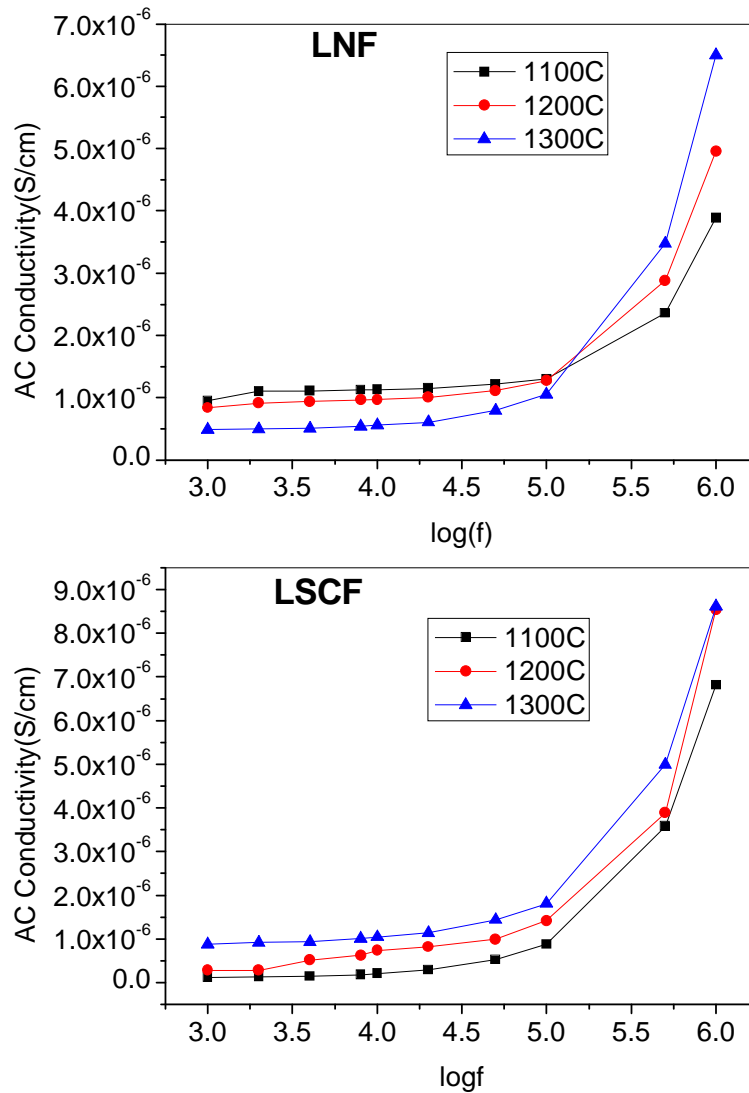 LNF
1100C
1200C
1300C
AC Conductivity(S/cm)
7.0x10⁻⁶
6.0x10⁻⁶
5.0x10⁻⁶
4.0x10⁻⁶
3.0x10⁻⁶
2.0x10⁻⁶
1.0x10⁻⁶
0.0
3.0 3.5 4.0 4.5 5.0 5.5 6.0
log(f)
LSCF
1100C
1200C
1300C
AC Conductivity(S/cm)
9.0x10⁻⁶
8.0x10⁻⁶
7.0x10⁻⁶
6.0x10⁻⁶
5.0x10⁻⁶
4.0x10⁻⁶
3.0x10⁻⁶
2.0x10⁻⁶
1.0x10⁻⁶
0.0
3.0 3.5 4.0 4.5 5.0 5.5 6.0
logf